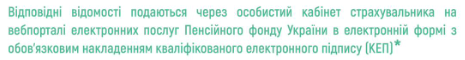 Відповідні відомості подаються через особистий кабінет страхувальника на
вебпорталі електронних послуг Пенсійного фонду України в електронній формі з
обов'язковим накладенням кваліфікованого електронного підпису (КЕП)*